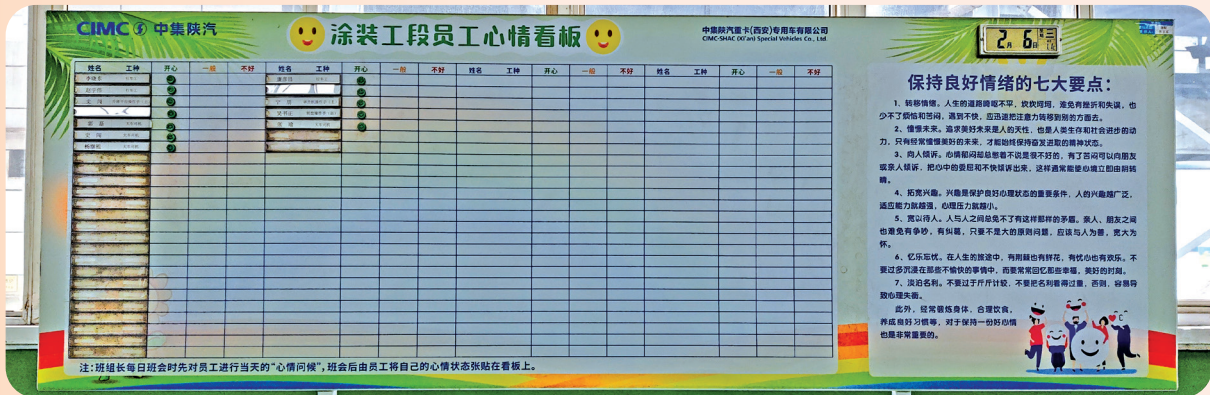 CIMC 中集陕汽
涂装工段员工心情看板
中集陕汽重卡(西安)专用车有限公司
CIMC-SHAC (Xi'an) Special Vehicles Co., Ltd.
2月 6日
姓名 工种 开心 一般 不好 姓名 工种 开心 一般 不好 姓名 工种 开心 一般 不好 姓名 工种 开心 一般 不好
保持良好情绪的七大要点：
1、转移情绪。人生的道路崎岖不平，坎坎坷坷，难免有挫折和失误，也
少不了烦恼和苦闷，遇到不快，应迅速把注意力转移到别的方面去。
2、憧憬未来。追求美好未来是人的天性，也是人类生存和社会进步的动
力，只有经常憧憬美好的未来，才能始终保持奋发进取的精神状态。
3、向人倾诉。心情郁闷却总憋着不说是很不好的，有了苦闷可以向朋友
或亲人倾诉，把心中的委屈和不快倾诉出来，这样通常能使心境立即由阴转
晴。
4、拓宽兴趣。兴趣是保护良好心理状态的重要条件，人的兴趣越广泛，
适应能力就越强，心理压力就越小。
5、宽以待人。人与人之间总免不了有这样那样的矛盾。亲人、朋友之间
也难免有争吵，有纠葛，只要不是大的原则问题，应该与人为善，宽大为
怀。
6、忆乐忘忧。在人生的旅途中，有荆棘也有鲜花，有忧心也有欢乐。不
要过多沉浸在那些不愉快的事情中，而要常常回忆那些幸福，美好的时刻。
7、淡泊名利。不要过于斤斤计较，不要把名利看得过重，否则，容易导
致心理失衡。
此外，经常锻炼身体，合理饮食，
养成良好习惯等，对于保持一份好心情
也是非常重要的。
注：班组长每日班会时先对员工进行当天的“心情问候”，班会后由员工将自己的心情状态张贴在看板上。